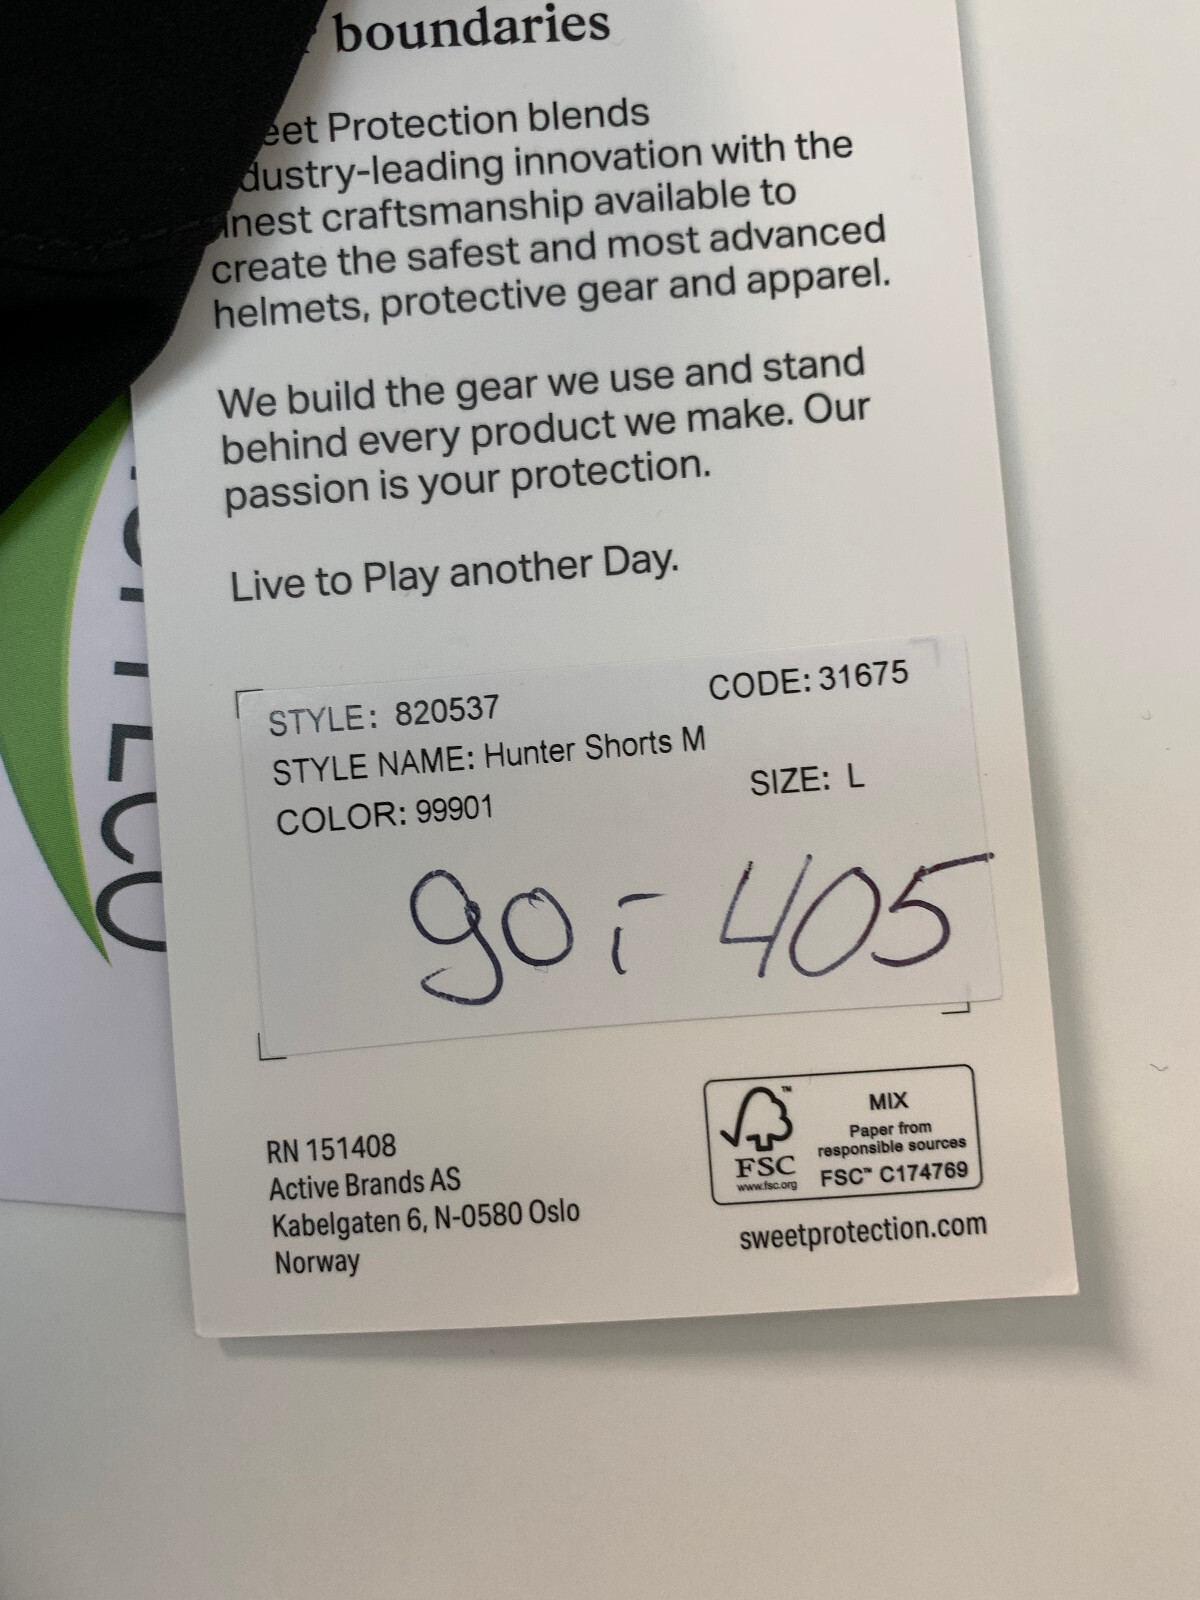 boundaries
eet Protection blends
dustry-leading innovation with the
inest craftsmanship available to
create the safest and most advanced
helmets, protective gear and apparel.
We build the gear we use and stand
behind every product we make. Our
passion is your protection.
Live to Play another Day.
STYLE: 820537 CODE: 31675
STYLE NAME: Hunter Shorts M
COLOR: 99901 SIZE: L
90,- 405
RN 151408
Active Brands AS
Kabelgaten 6, N-0580 Oslo
Norway
FSC
www.fsc.org
MIX
Paper from
responsible sources
FSC™ C174769
sweetprotection.com